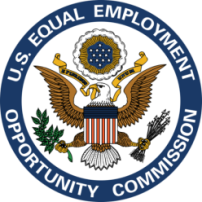 U.S. EQUAL EMPLOYMENT
OPPORTUNITY COMMISSION